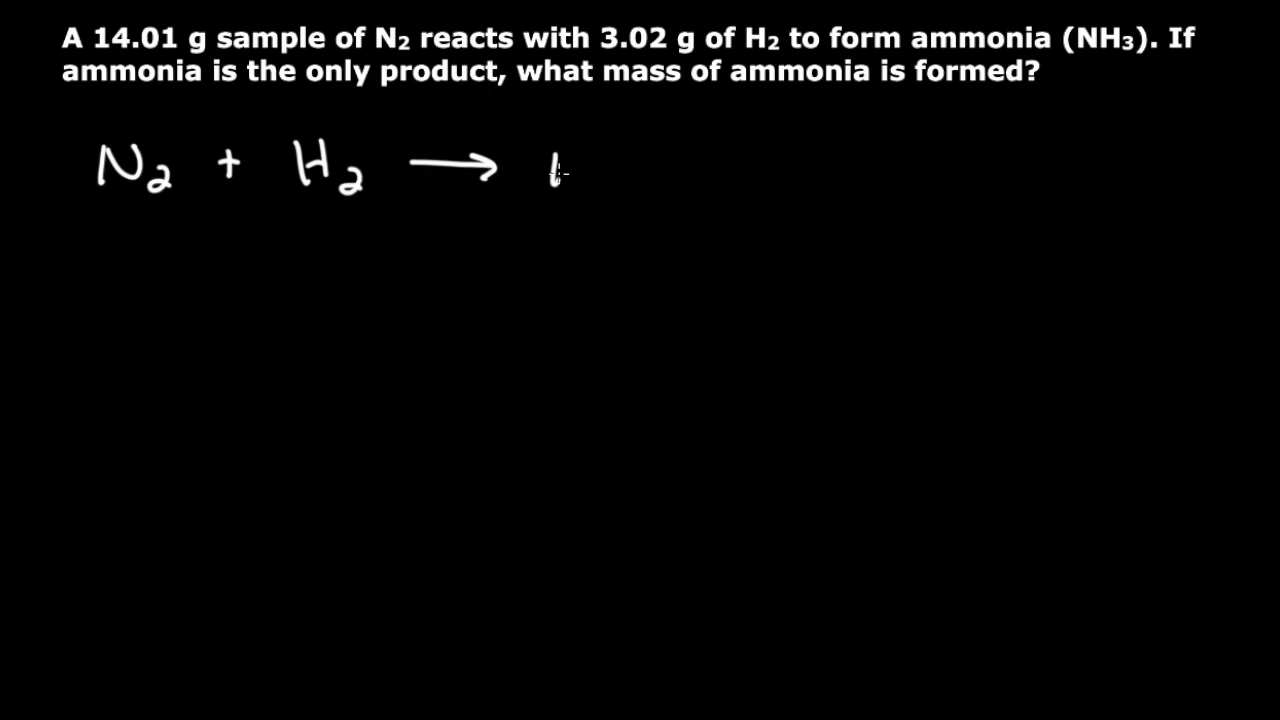 A 14.01 g sample of N₂ reacts with 3.02 g of H₂ to form ammonia (NH₃). If
ammonia is the only product, what mass of ammonia is formed?
N₂ + H₂ →